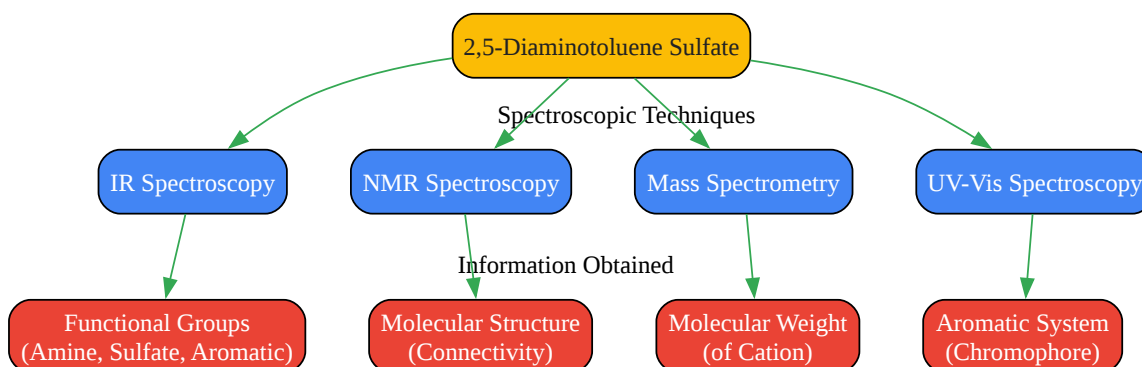 2,5-Diaminotoluene Sulfate
Spectroscopic Techniques
IR Spectroscopy
NMR Spectroscopy
Mass Spectrometry
UV-Vis Spectroscopy
Information Obtained
Functional Groups
(Amine, Sulfate, Aromatic)
Molecular Structure
(Connectivity)
Molecular Weight
(of Cation)
Aromatic System
(Chromophore)